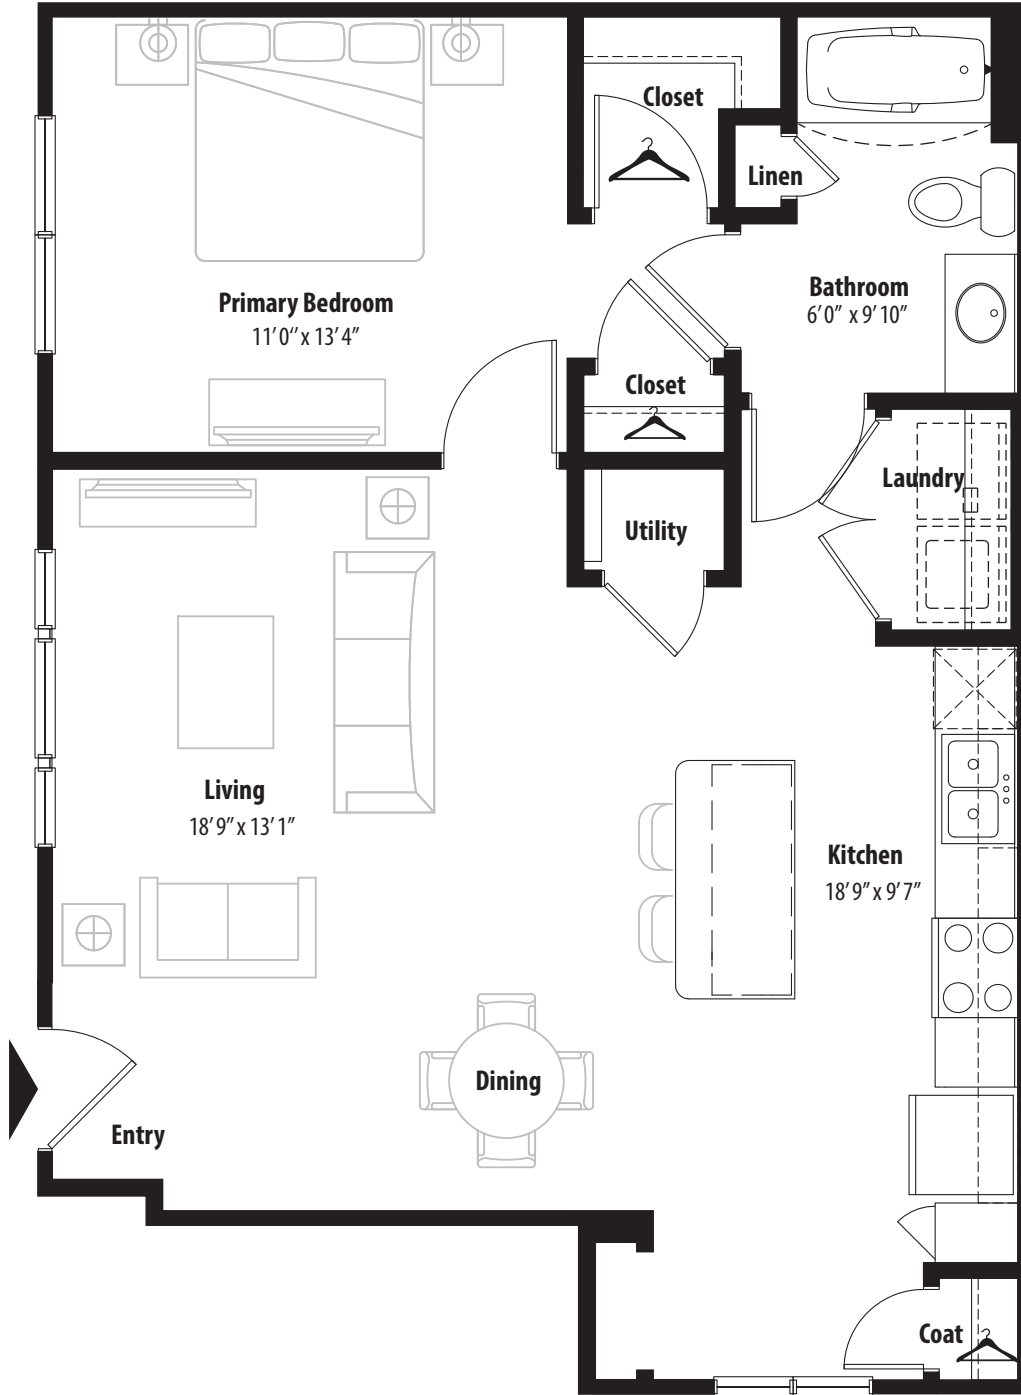 Closet
Linen
Primary Bedroom
11’0” x 13’4”
Bathroom
6’0” x 9’10”
Closet
Laundry
Utility
Living
18’9” x 13’1”
Kitchen
18’9” x 9’7”
Dining
Entry
Coat